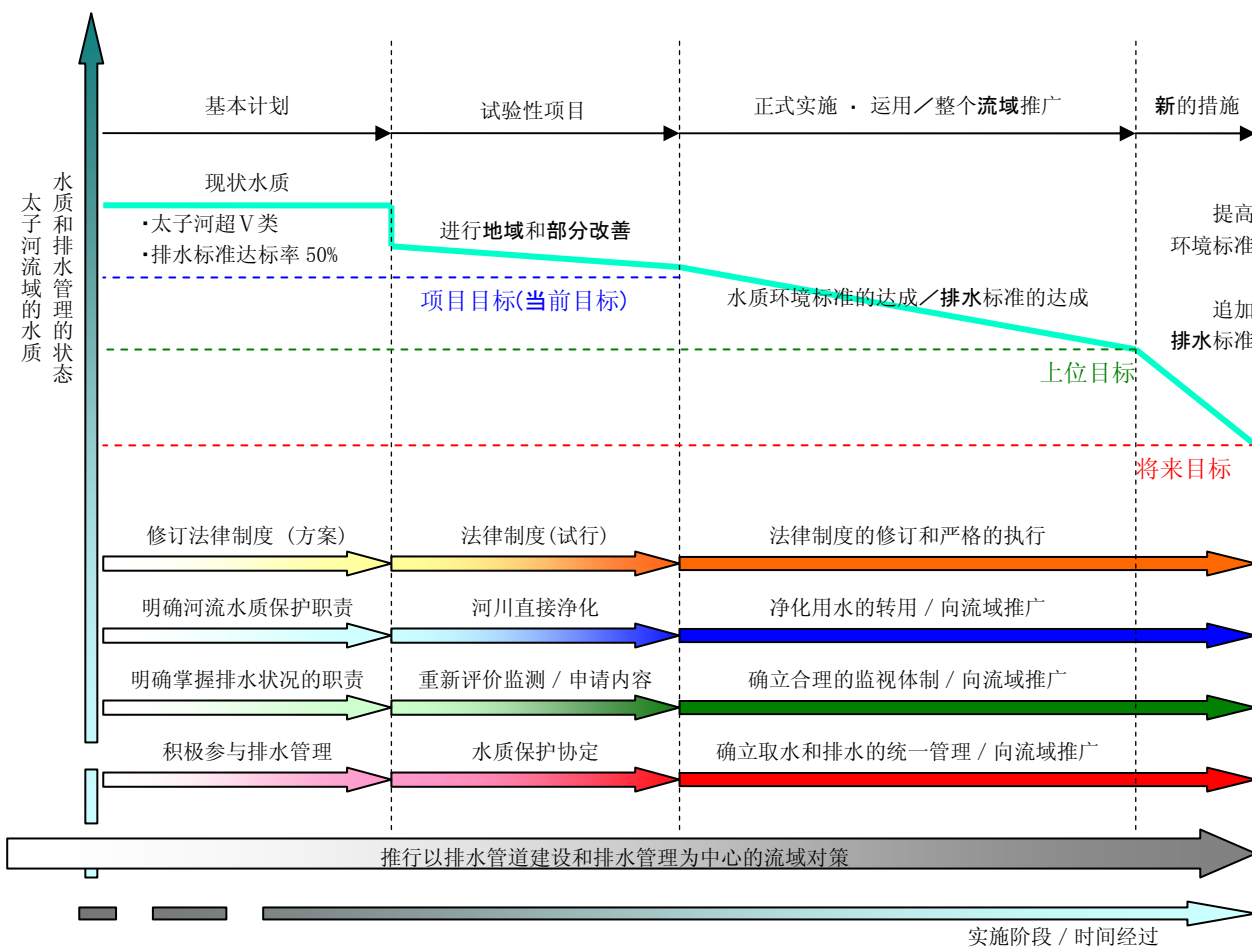 基本计划
试验性项目
正式实施 · 运用／整个流域推广
新的措施
太子河流域的水质
水质和排水管理的状态
现状水质
·太子河超Ⅴ类
·排水标准达标率 50%
进行地域和部分改善
项目目标(当前目标)
水质环境标准的达成／排水标准的达成
提高
环境标准
追加
排水标准
上位目标
将来目标
修订法律制度 (方案)
法律制度(试行)
法律制度的修订和严格的执行
明确河流水质保护职责
河川直接净化
净化用水的转用 / 向流域推广
明确掌握排水状况的职责
重新评价监测 / 申请内容
确立合理的监视体制 / 向流域推广
积极参与排水管理
水质保护协定
确立取水和排水的统一管理 / 向流域推广
推行以排水管道建设和排水管理为中心的流域对策
实施阶段 / 时间经过